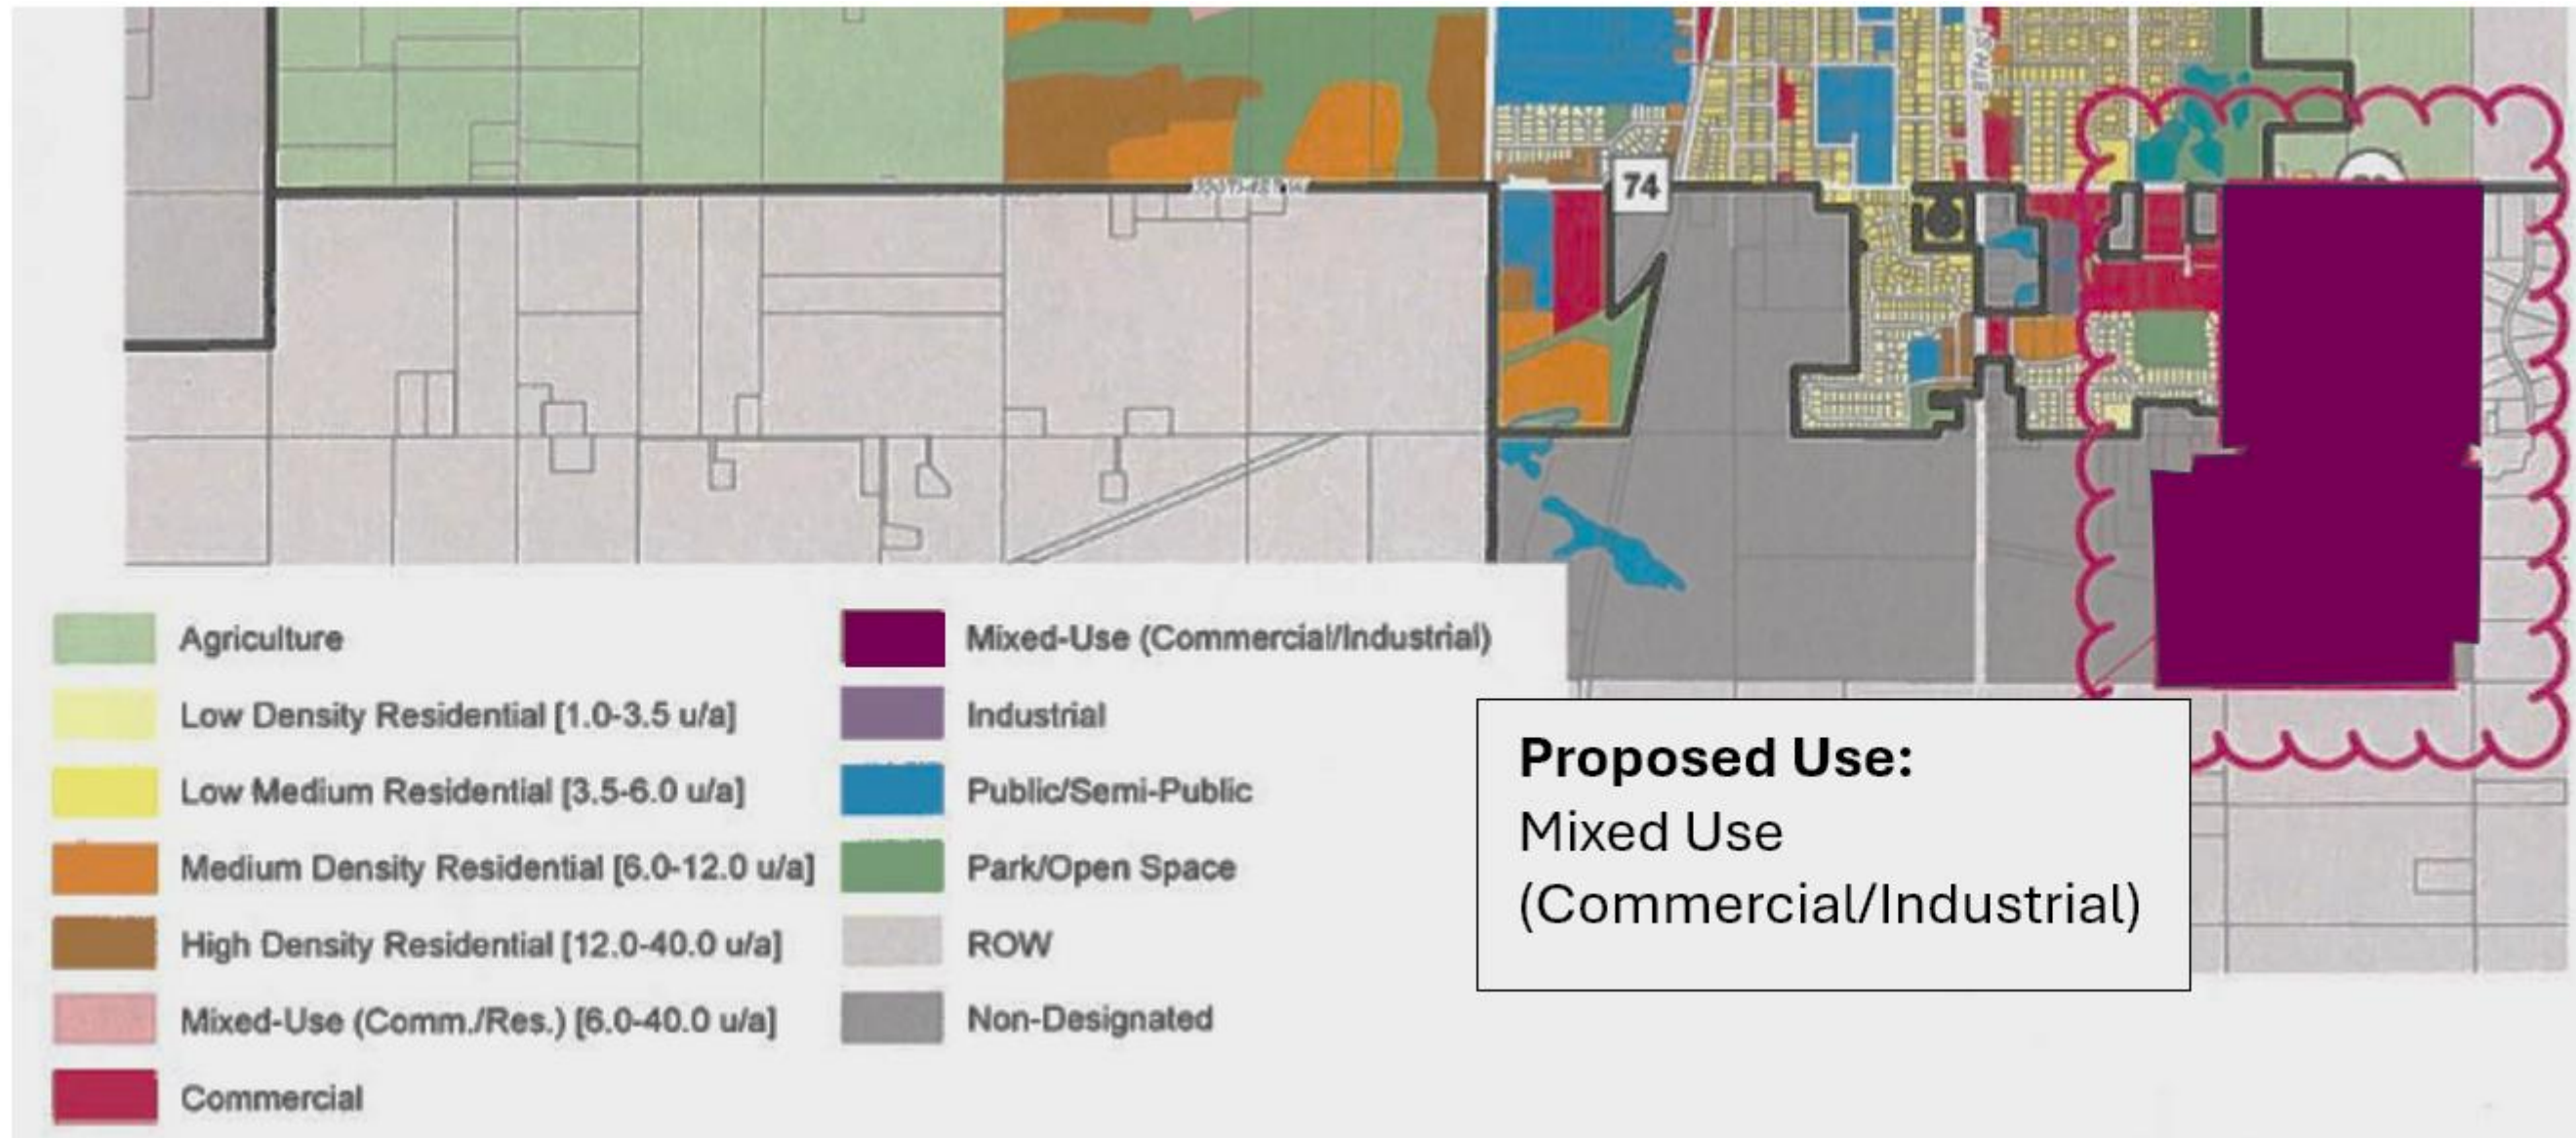 8TH St
74
Agriculture
Low Density Residential [1.0-3.5 u/a]
Low Medium Residential [3.5-6.0 u/a]
Medium Density Residential [6.0-12.0 u/a]
High Density Residential [12.0-40.0 u/a]
Mixed-Use (Comm./Res.) [6.0-40.0 u/a]
Commercial
Mixed-Use (Commercial/Industrial)
Industrial
Public/Semi-Public
Park/Open Space
ROW
Non-Designated
Proposed Use:
Mixed Use
(Commercial/Industrial)